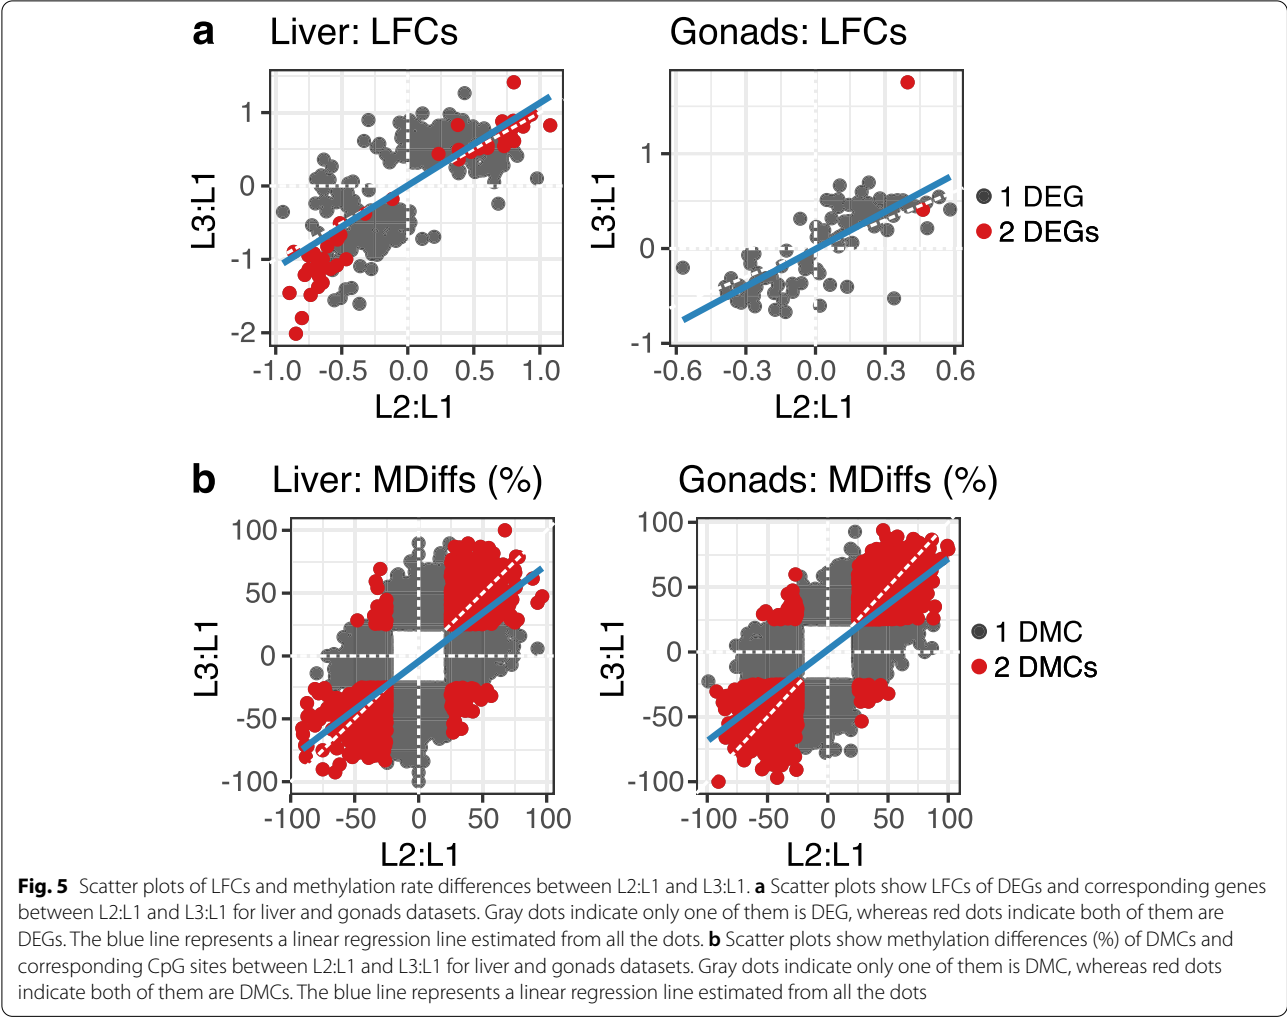 a Liver: LFCs Gonads: LFCs
L3:L1
1
0
-1
-2
-1.0 -0.5 0.0 0.5 1.0
L2:L1
L3:L1
1
0
-1
-0.6 -0.3 0.0 0.3 0.6
L2:L1
1 DEG
2 DEGs
b Liver: MDiffs (%) Gonads: MDiffs (%)
L3:L1
100
50
0
-50
-100
-100 -50 0 50 100
L2:L1
L3:L1
100
50
0
-50
-100
-100 -50 0 50 100
L2:L1
1 DMC
2 DMCs
Fig. 5 Scatter plots of LFCs and methylation rate differences between L2:L1 and L3:L1. a Scatter plots show LFCs of DEGs and corresponding genes
between L2:L1 and L3:L1 for liver and gonads datasets. Gray dots indicate only one of them is DEG, whereas red dots indicate both of them are
DEGs. The blue line represents a linear regression line estimated from all the dots. b Scatter plots show methylation differences (%) of DMCs and
corresponding CpG sites between L2:L1 and L3:L1 for liver and gonads datasets. Gray dots indicate only one of them is DMC, whereas red dots
indicate both of them are DMCs. The blue line represents a linear regression line estimated from all the dots